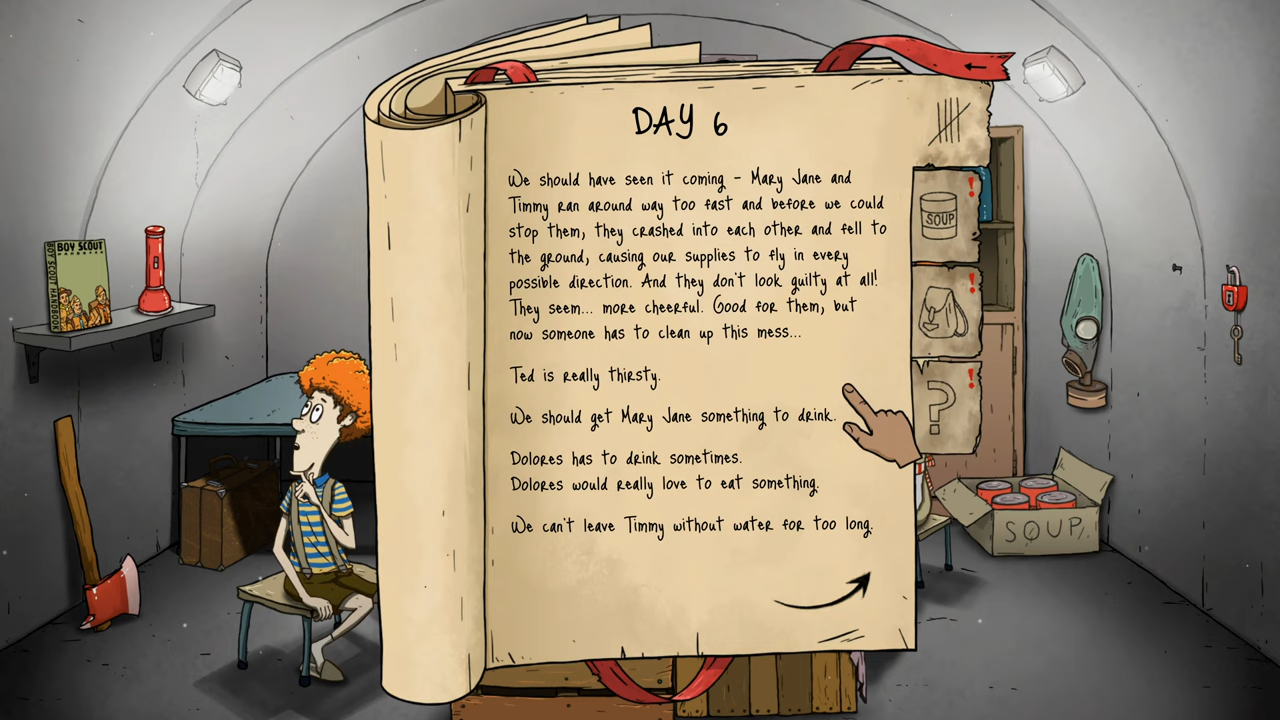 DAY 6
We should have seen it coming - Mary Jane and
Timmy ran around way too fast and before we could
stop them, they crashed into each other and fell to
the ground, causing our supplies to fly in every
possible direction. And they don't look guilty at all!
They seem... more cheerful. Good for them, but
now someone has to clean up this mess...
Ted is really thirsty.
We should get Mary Jane something to drink.
Dolores has to drink sometimes.
Dolores would really love to eat something.
We can't leave Timmy without water for too long.
!
SOUP
!
!
?
BOY SCOUT
HANDBOOK
BOY SCOUT HANDBOOK
SOUP